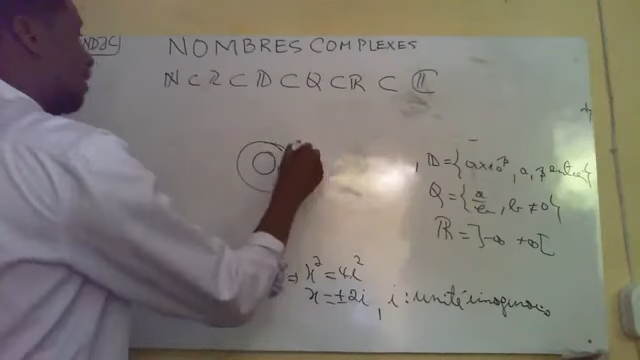 NOMBRES COMPLEXES
ℕ ⊂ ℤ ⊂ 𝔻 ⊂ ℚ ⊂ ℝ ⊂ ℂ
𝔻 = { a×10^p, a, p entiers }
Q = { a/b, b ≠ 0 }
ℝ = ]-∞ +∞[
⇒ x² = 4i²
x = ±2i, i : unité imaginaire